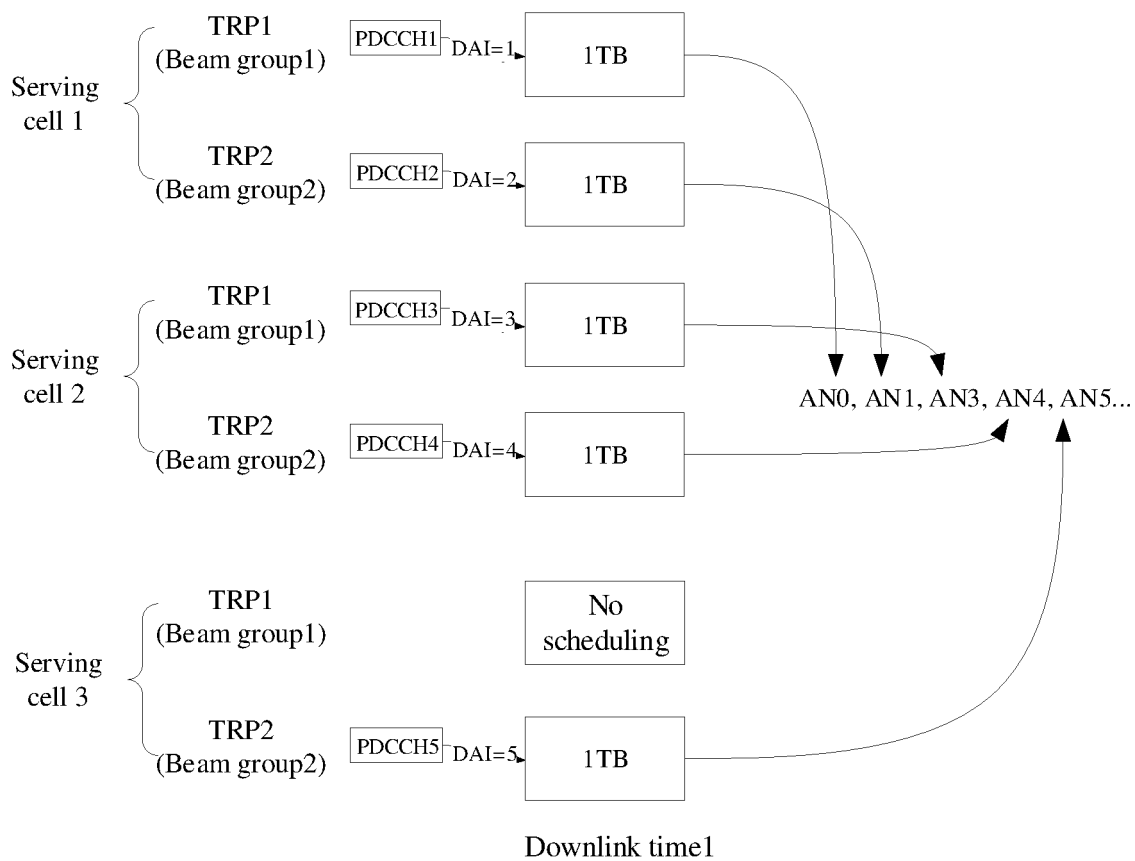 TRP1
(Beam group1)
PDCCH1
DAI=1
1TB
Serving
cell 1
TRP2
(Beam group2)
PDCCH2
DAI=2
1TB
TRP1
(Beam group1)
PDCCH3
DAI=3
1TB
Serving
cell 2
AN0, AN1, AN3, AN4, AN5...
TRP2
(Beam group2)
PDCCH4
DAI=4
1TB
TRP1
(Beam group1)
No
scheduling
Serving
cell 3
TRP2
(Beam group2)
PDCCH5
DAI=5
1TB
Downlink time1